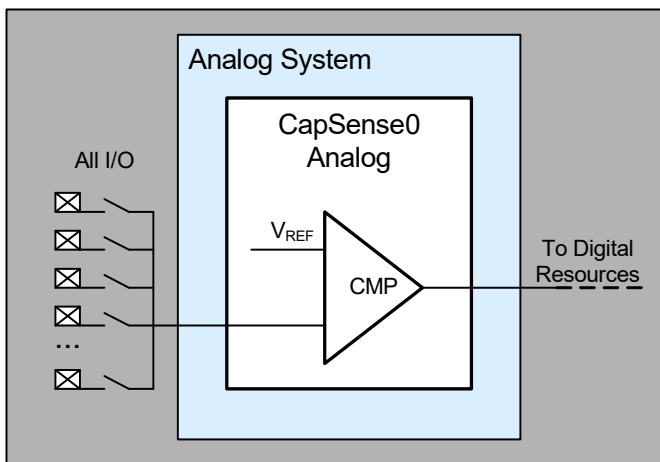 Analog System
CapSense0
Analog
All I/O
VREF
CMP
To Digital
Resources
...